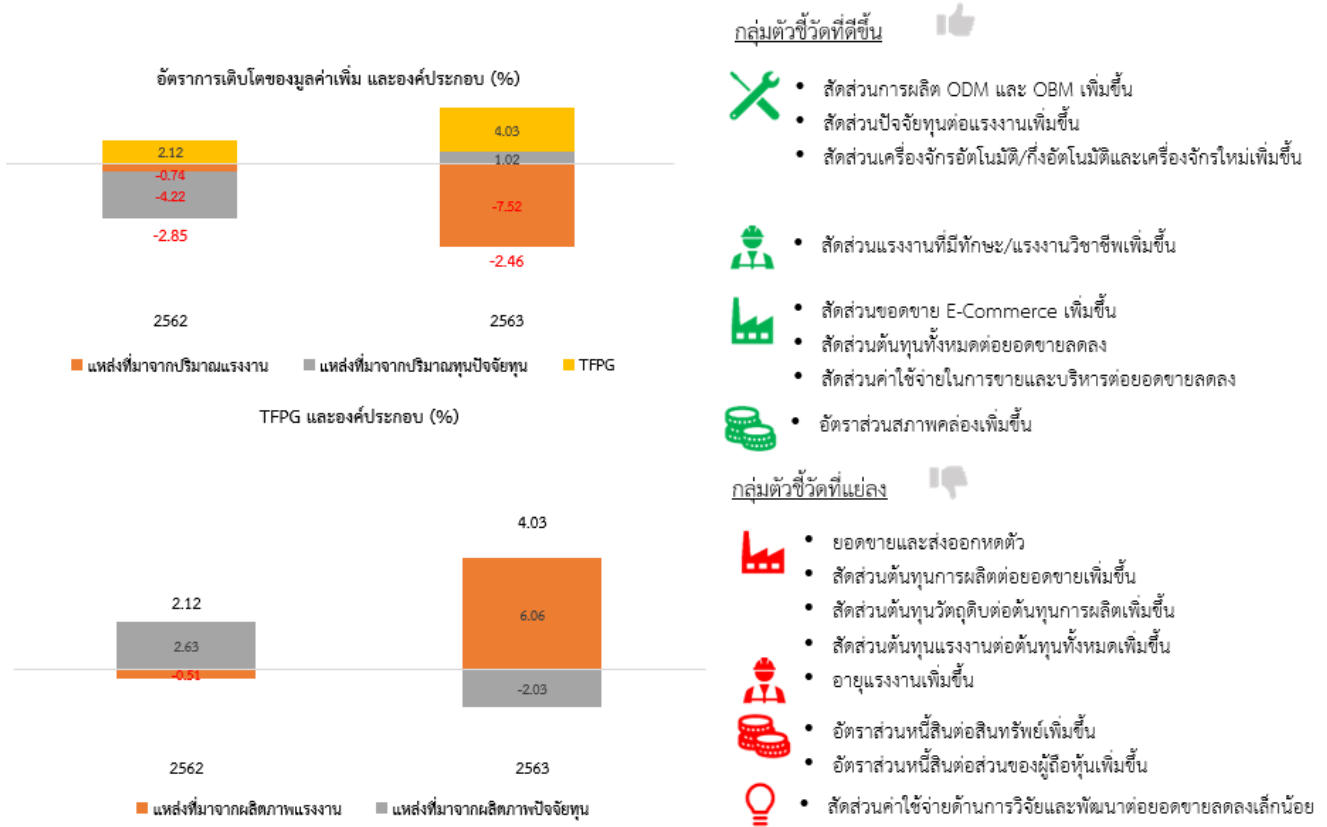 อัตราการเติบโตของมูลค่าเพิ่ม และองค์ประกอบ (%)
2.12
-0.74
-4.22
-2.85
4.03
1.02
-7.52
-2.46
2562
2563
แหล่งที่มาจากปริมาณแรงงาน
แหล่งที่มาจากปริมาณทุนปัจจัยทุน
TFPG
TFPG และองค์ประกอบ (%)
2.12
2.63
-0.51
4.03
6.06
-2.03
2562
2563
แหล่งที่มาจากผลิตภาพแรงงาน
แหล่งที่มาจากผลิตภาพปัจจัยทุน
กลุ่มตัวชี้วัดที่ดีขึ้น
• สัดส่วนการผลิต ODM และ OBM เพิ่มขึ้น
• สัดส่วนปัจจัยทุนต่อแรงงานเพิ่มขึ้น
• สัดส่วนเครื่องจักรอัตโนมัติ/กึ่งอัตโนมัติและเครื่องจักรใหม่เพิ่มขึ้น
• สัดส่วนแรงงานที่มีทักษะ/แรงงานวิชาชีพเพิ่มขึ้น
• สัดส่วนยอดขาย E-Commerce เพิ่มขึ้น
• สัดส่วนต้นทุนทั้งหมดต่อยอดขายลดลง
• สัดส่วนค่าใช้จ่ายในการขายและบริหารต่อยอดขายลดลง
• อัตราส่วนสภาพคล่องเพิ่มขึ้น
กลุ่มตัวชี้วัดที่แย่ลง
• ยอดขายและส่งออกหดตัว
• สัดส่วนต้นทุนการผลิตต่อยอดขายเพิ่มขึ้น
• สัดส่วนต้นทุนวัตถุดิบต่อต้นทุนการผลิตเพิ่มขึ้น
• สัดส่วนต้นทุนแรงงานต่อต้นทุนทั้งหมดเพิ่มขึ้น
• อายุแรงงานเพิ่มขึ้น
• อัตราส่วนหนี้สินต่อสินทรัพย์เพิ่มขึ้น
• อัตราส่วนหนี้สินต่อส่วนของผู้ถือหุ้นเพิ่มขึ้น
• สัดส่วนค่าใช้จ่ายด้านการวิจัยและพัฒนาต่อยอดขายลดลงเล็กน้อย